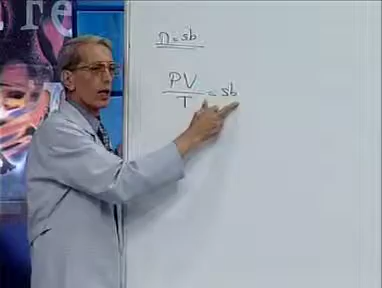 n = sb
PV
T = sb